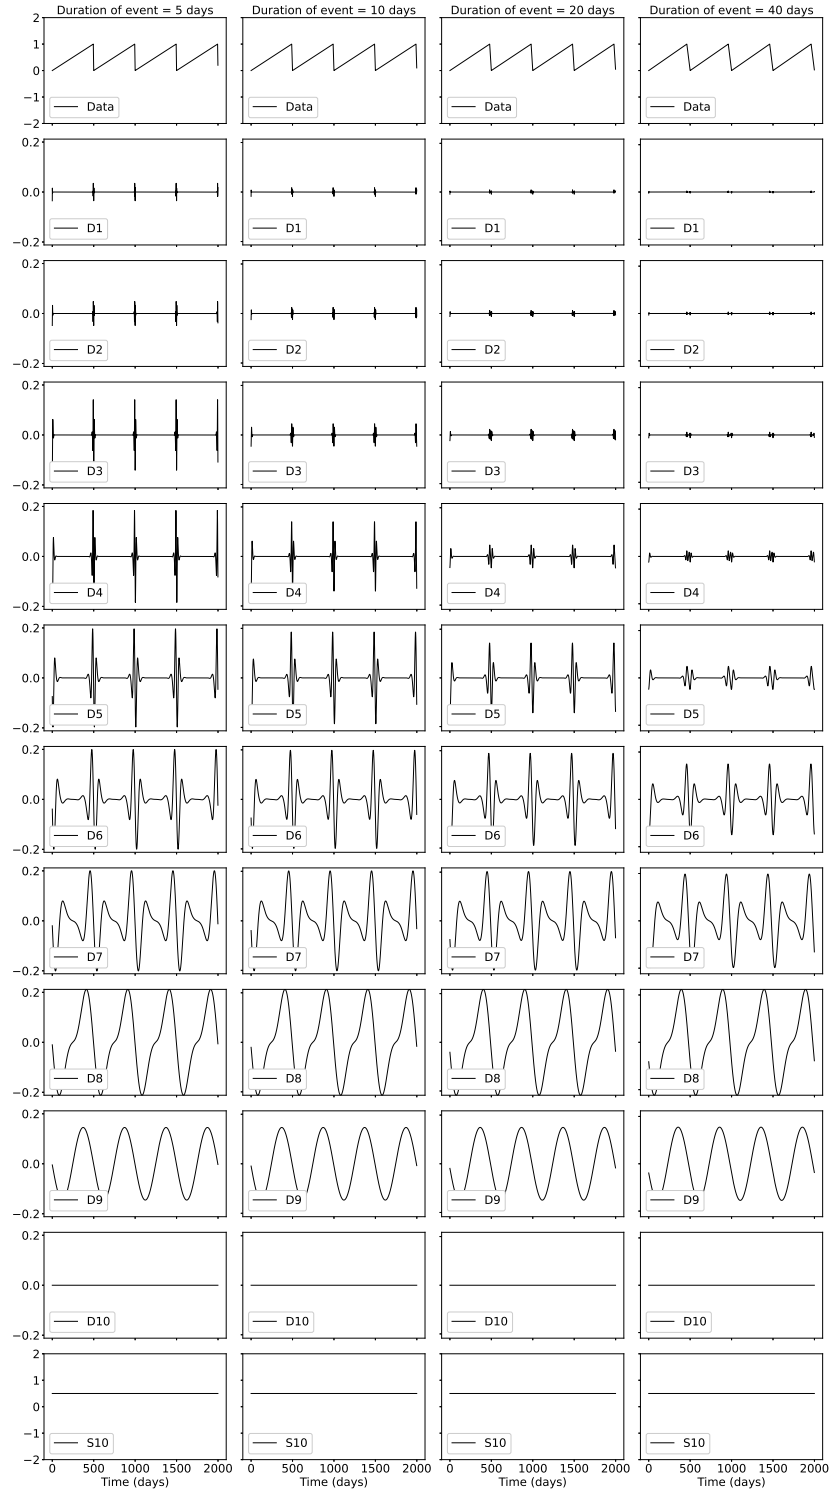 Duration of event = 5 days Duration of event = 10 days Duration of event = 20 days Duration of event = 40 days
2
1
0
−1
−2
Data Data Data Data
0.2
0.0
−0.2
D1 D1 D1 D1
0.2
0.0
−0.2
D2 D2 D2 D2
0.2
0.0
−0.2
D3 D3 D3 D3
0.2
0.0
−0.2
D4 D4 D4 D4
0.2
0.0
−0.2
D5 D5 D5 D5
0.2
0.0
−0.2
D6 D6 D6 D6
0.2
0.0
−0.2
D7 D7 D7 D7
0.2
0.0
−0.2
D8 D8 D8 D8
0.2
0.0
−0.2
D9 D9 D9 D9
0.2
0.0
−0.2
D10 D10 D10 D10
2
1
0
−1
−2
S10 S10 S10 S10
0 500 1000 1500 2000 0 500 1000 1500 2000 0 500 1000 1500 2000 0 500 1000 1500 2000
Time (days) Time (days) Time (days) Time (days)